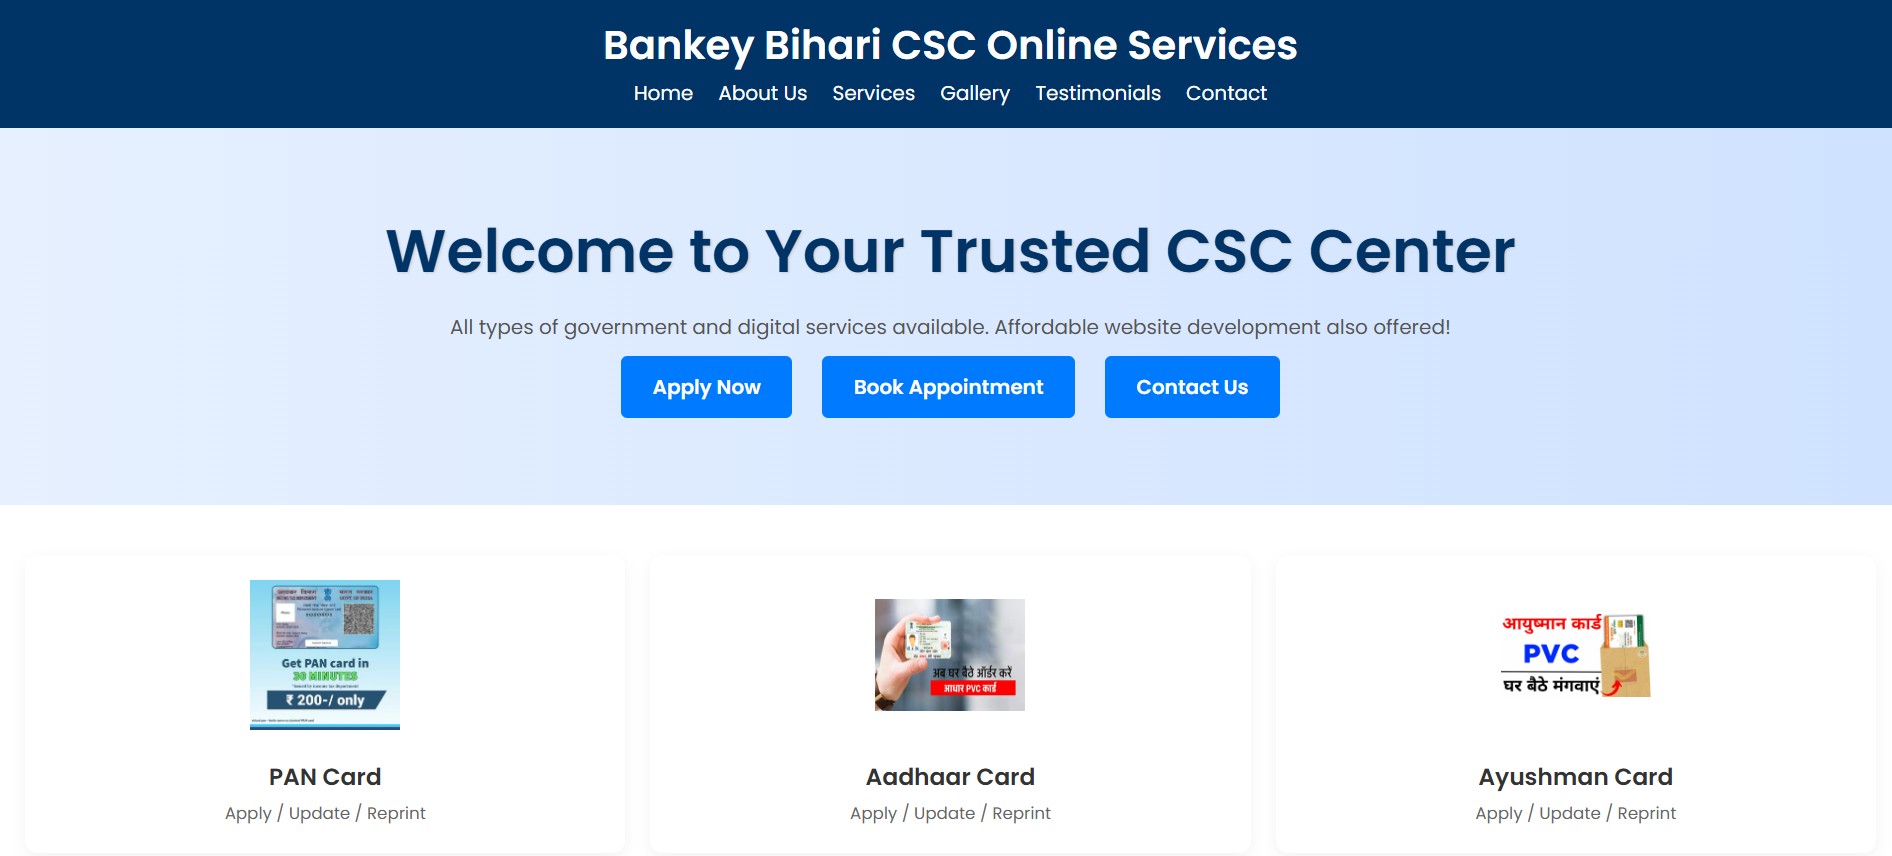 Bankey Bihari CSC Online Services
Home About Us Services Gallery Testimonials Contact
Welcome to Your Trusted CSC Center
All types of government and digital services available. Affordable website development also offered!
Apply Now Book Appointment Contact Us
Get PAN card in
30 MINUTES
₹ 200-/ only
अब घर बैठे ऑर्डर करें
आधार PVC कार्ड
आयुष्मान कार्ड
PVC
घर बैठे मंगवाएं
PAN Card
Apply / Update / Reprint
Aadhaar Card
Apply / Update / Reprint
Ayushman Card
Apply / Update / Reprint